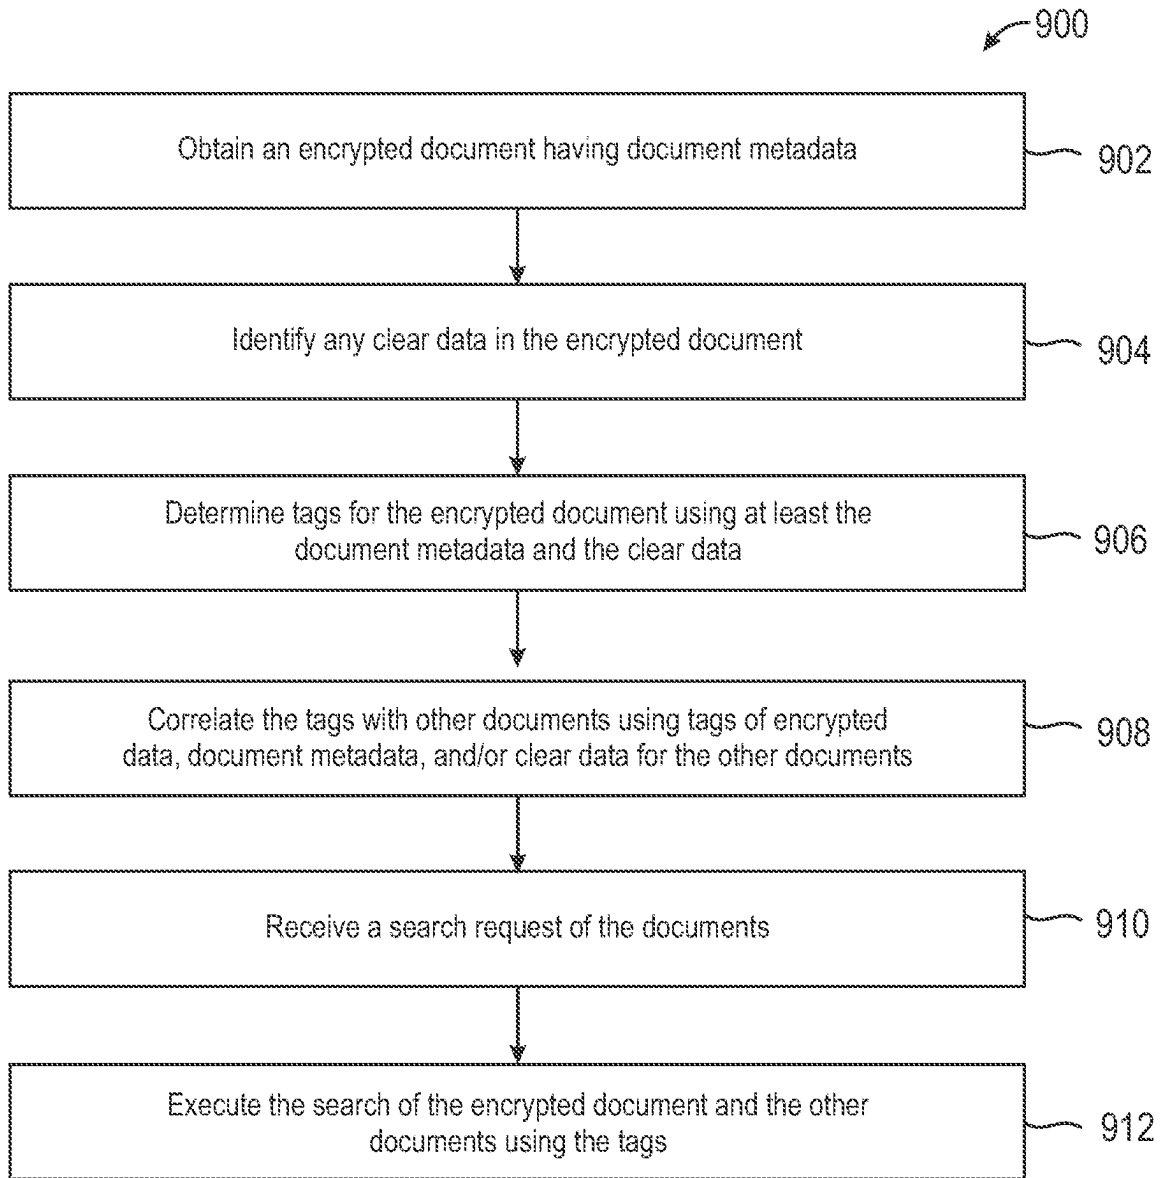 900
Obtain an encrypted document having document metadata
902
Identify any clear data in the encrypted document
904
Determine tags for the encrypted document using at least the
document metadata and the clear data
906
Correlate the tags with other documents using tags of encrypted
data, document metadata, and/or clear data for the other documents
908
Receive a search request of the documents
910
Execute the search of the encrypted document and the other
documents using the tags
912